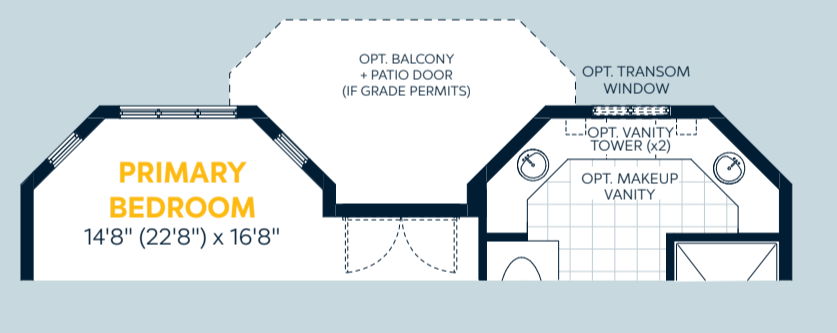 OPT. BALCONY
+ PATIO DOOR
(IF GRADE PERMITS)
OPT. TRANSOM
WINDOW
OPT. VANITY
TOWER (x2)
OPT. MAKEUP
VANITY
PRIMARY
BEDROOM
14'8" (22'8") x 16'8"